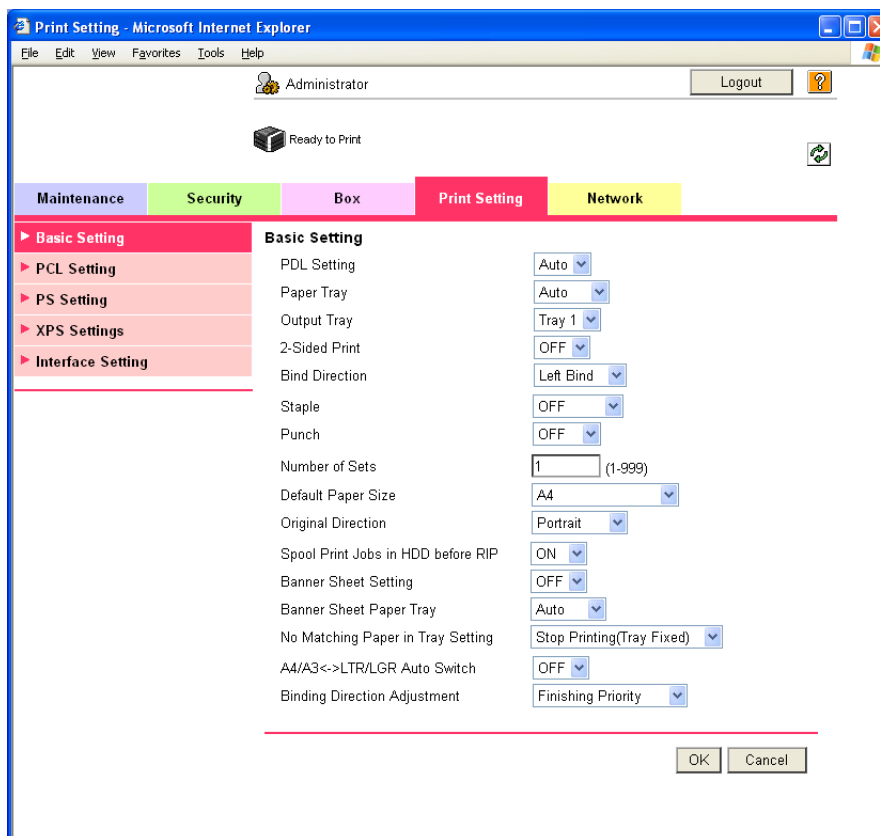 Print Setting - Microsoft Internet Explorer
File Edit View Favorites Tools Help
Administrator Logout ?
Ready to Print
Maintenance Security Box Print Setting Network
Basic Setting
PCL Setting
PS Setting
XPS Settings
Interface Setting
Basic Setting
PDL Setting Auto
Paper Tray Auto
Output Tray Tray 1
2-Sided Print OFF
Bind Direction Left Bind
Staple OFF
Punch OFF
Number of Sets 1 (1-999)
Default Paper Size A4
Original Direction Portrait
Spool Print Jobs in HDD before RIP ON
Banner Sheet Setting OFF
Banner Sheet Paper Tray Auto
No Matching Paper in Tray Setting Stop Printing(Tray Fixed)
A4/A3<->LTR/LGR Auto Switch OFF
Binding Direction Adjustment Finishing Priority
OK Cancel